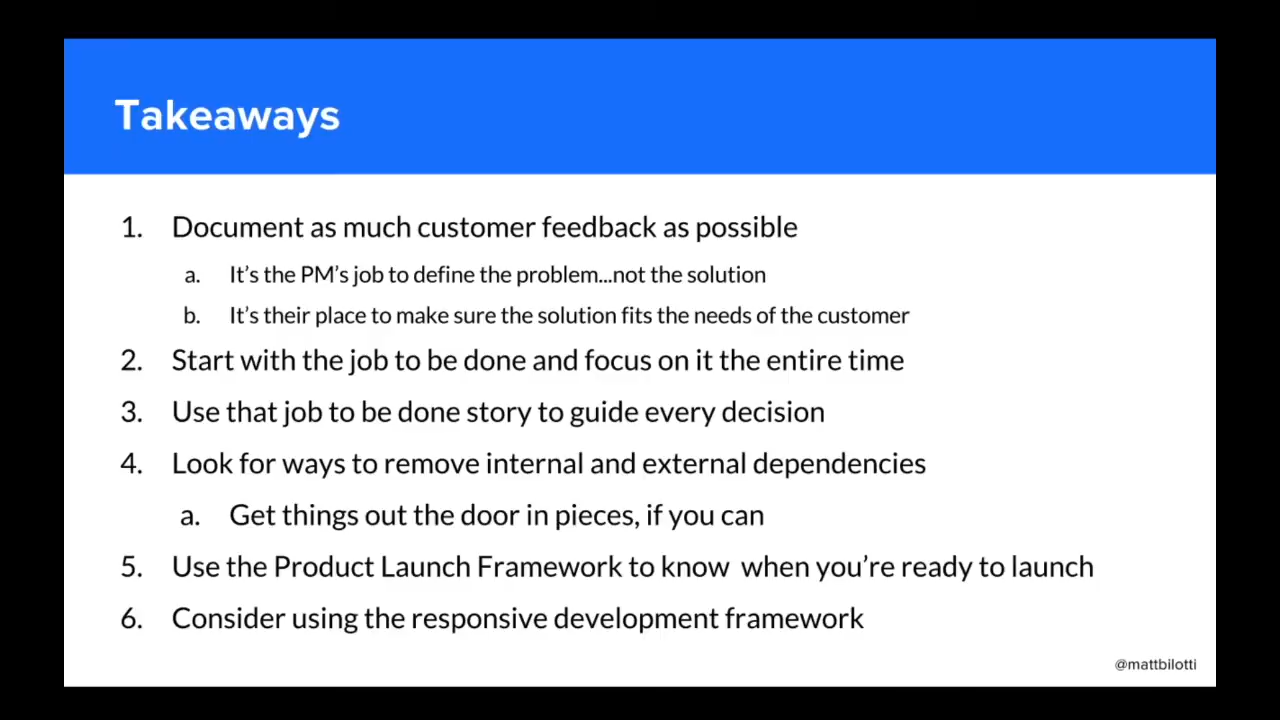 Takeaways
1. Document as much customer feedback as possible
a. It’s the PM’s job to define the problem...not the solution
b. It’s their place to make sure the solution fits the needs of the customer
2. Start with the job to be done and focus on it the entire time
3. Use that job to be done story to guide every decision
4. Look for ways to remove internal and external dependencies
a. Get things out the door in pieces, if you can
5. Use the Product Launch Framework to know  when you’re ready to launch
6. Consider using the responsive development framework
@mattbilotti